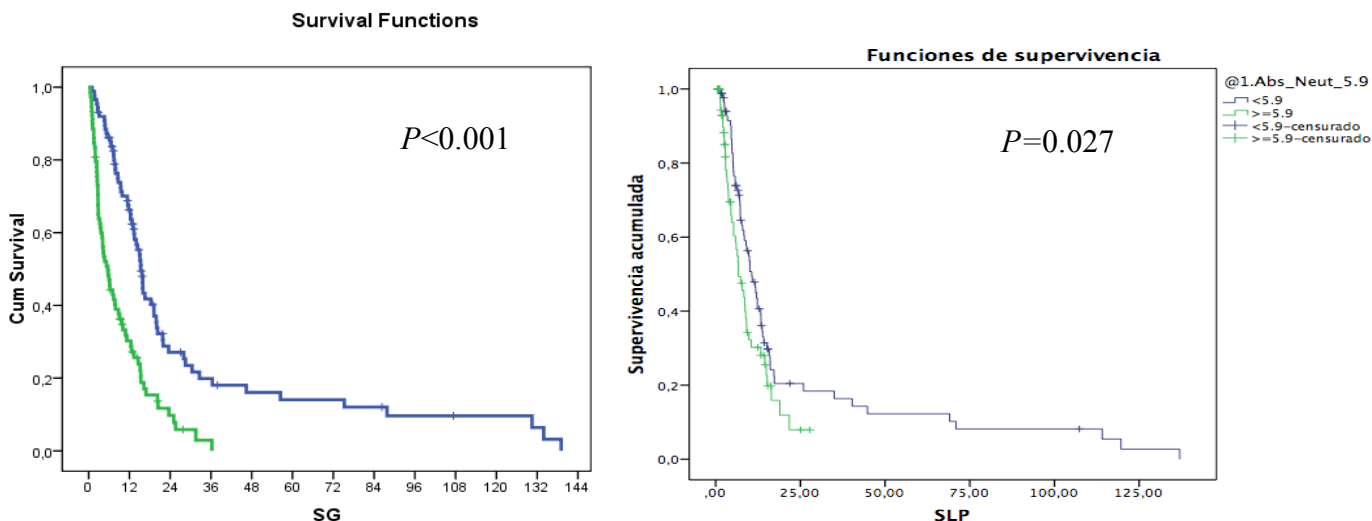 Survival Functions
P<0.001
Cum Survival
1,0
0,8
0,6
0,4
0,2
0,0
0 12 24 36 48 60 72 84 96 108 120 132 144
SG
Funciones de supervivencia
P=0.027
Supervivencia acumulada
1,0
0,8
0,6
0,4
0,2
0,0
,00 25,00 50,00 75,00 100,00 125,00
SLP
@1.Abs_Neut_5.9
<5.9
>=5.9
<5.9-censurado
>=5.9-censurado